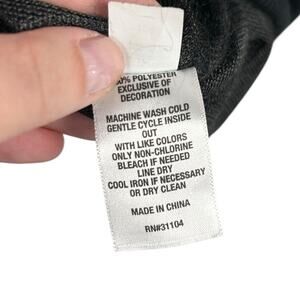 POLYESTER
EXCLUSIVE OF
DECORATION
MACHINE WASH COLD
GENTLE CYCLE INSIDE
OUT
WITH LIKE COLORS
ONLY NON-CHLORINE
BLEACH IF NEEDED
LINE DRY
COOL IRON IF NECESSARY
OR DRY CLEAN
MADE IN CHINA
RN#31104